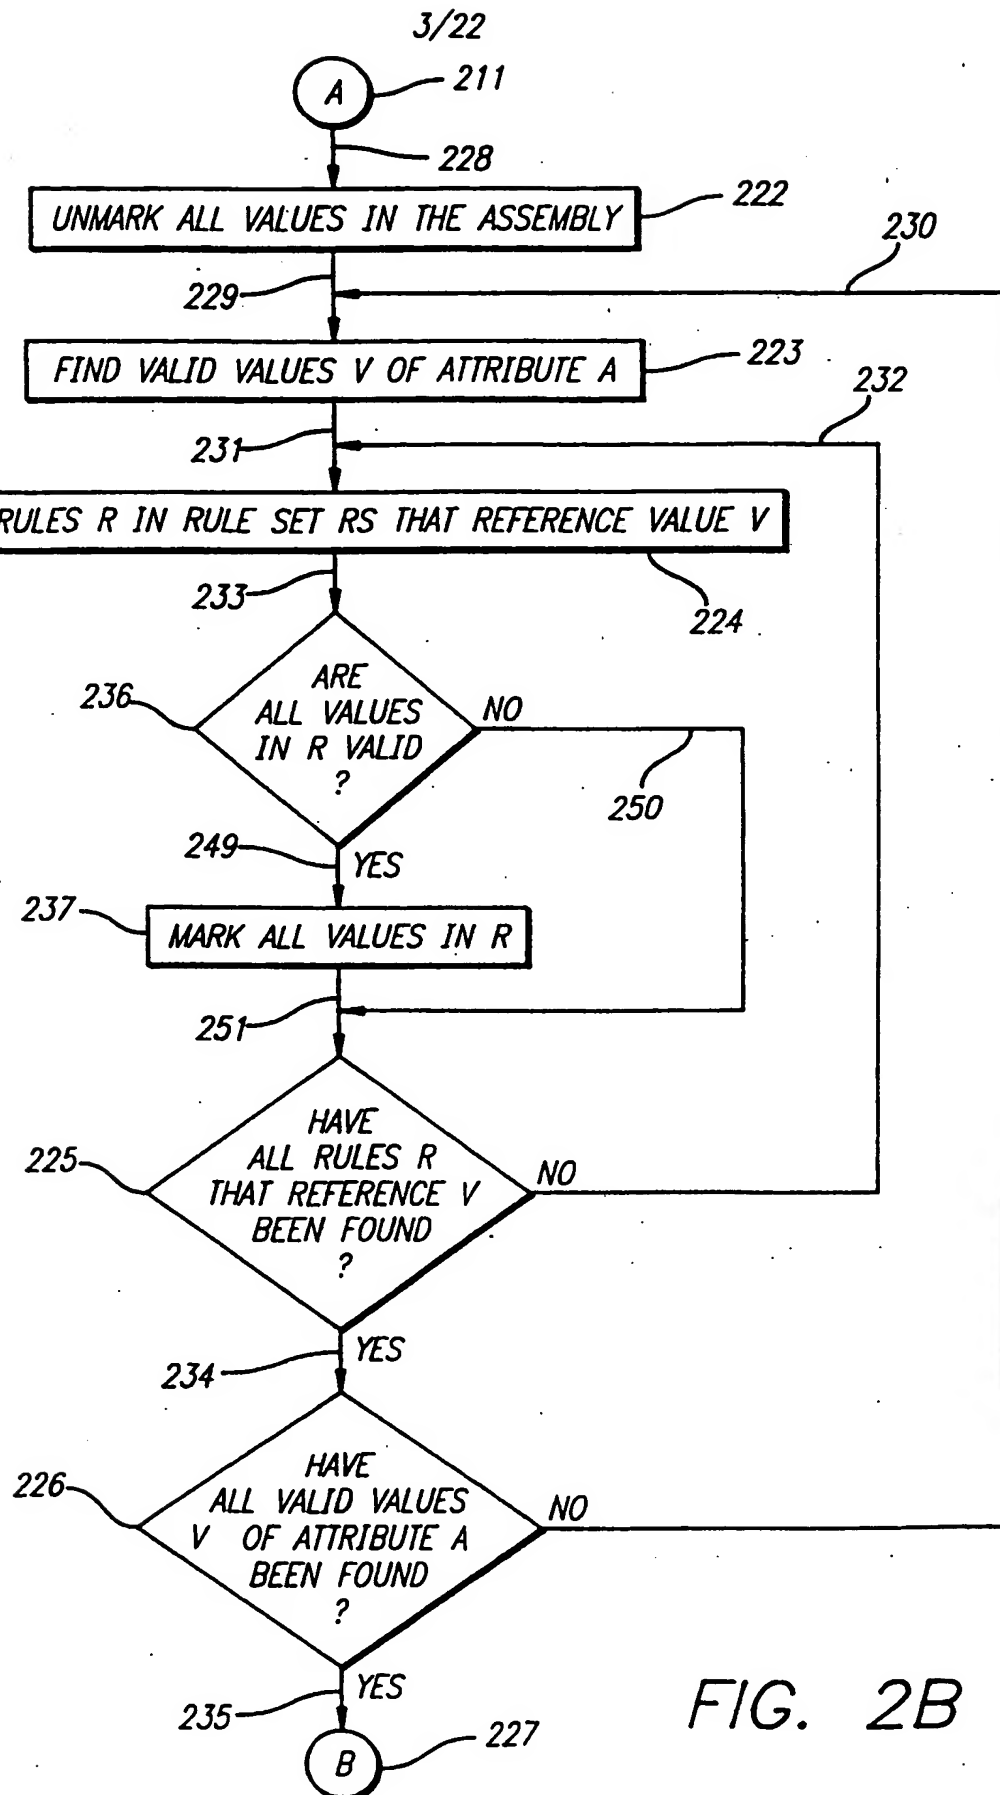 3/22
A
211
228
222
UNMARK ALL VALUES IN THE ASSEMBLY
230
229
223
FIND VALID VALUES V OF ATTRIBUTE A
232
231
RULES R IN RULE SET RS THAT REFERENCE VALUE V
233
224
236
ARE
ALL VALUES
IN R VALID
?
NO
250
249
YES
237
MARK ALL VALUES IN R
251
225
HAVE
ALL RULES R
THAT REFERENCE V
BEEN FOUND
?
NO
234
YES
226
HAVE
ALL VALID VALUES
V OF ATTRIBUTE A
BEEN FOUND
?
NO
235
YES
B
227
FIG. 2B